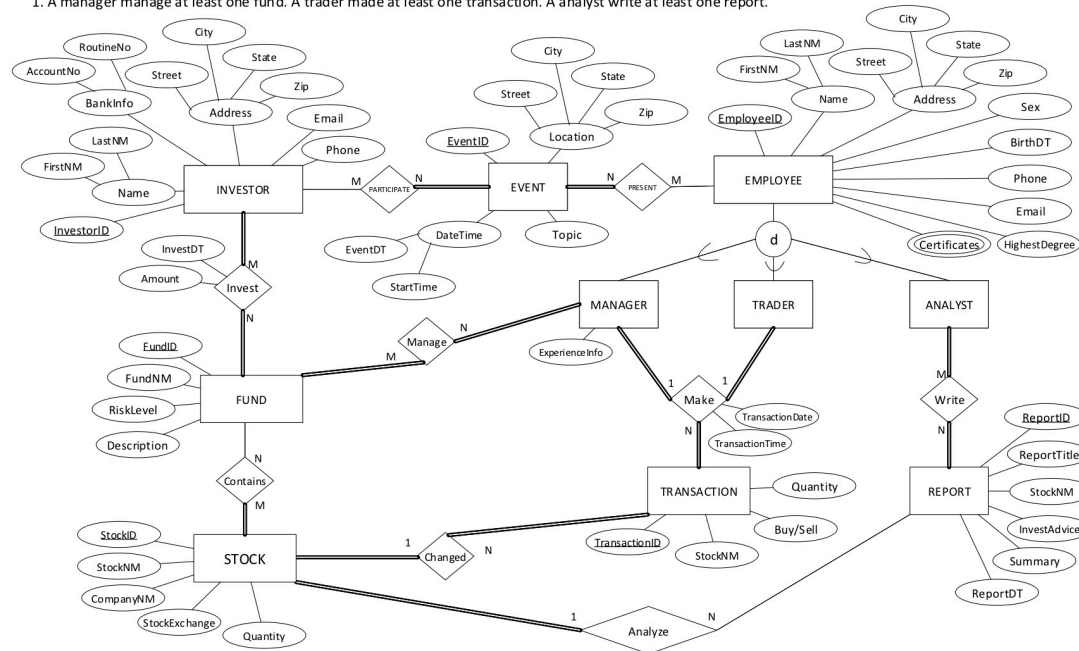 1. A manager manage at least one fund. A trader made at least one transaction. A analyst write at least one report.
City
RoutineNo
State
AccountNo
Street
Zip
BankInfo
Address
Email
LastNM
Phone
FirstNM
Name
INVESTOR
InvestorID
M
PARTICIPATE
N
City
State
Street
Zip
EventID
Location
EVENT
DateTime
Topic
EventDT
StartTime
N
PRESENT
M
City
LastNM
State
Street
FirstNM
Zip
Name
Address
EmployeeID
Sex
BirthDT
EMPLOYEE
Phone
Email
Certificates
HighestDegree
d
InvestDT
Amount
M
Invest
N
MANAGER
TRADER
ANALYST
ExperienceInfo
N
Manage
M
FundID
FundNM
RiskLevel
Description
FUND
1
1
Make
N
TransactionDate
TransactionTime
M
Write
N
ReportID
ReportTitle
REPORT
StockNM
InvestAdvice
Summary
ReportDT
N
Contains
M
TRANSACTION
Quantity
Buy/Sell
TransactionID
StockNM
StockID
StockNM
STOCK
CompanyNM
StockExchange
Quantity
1
Changed
N
1
Analyze
N